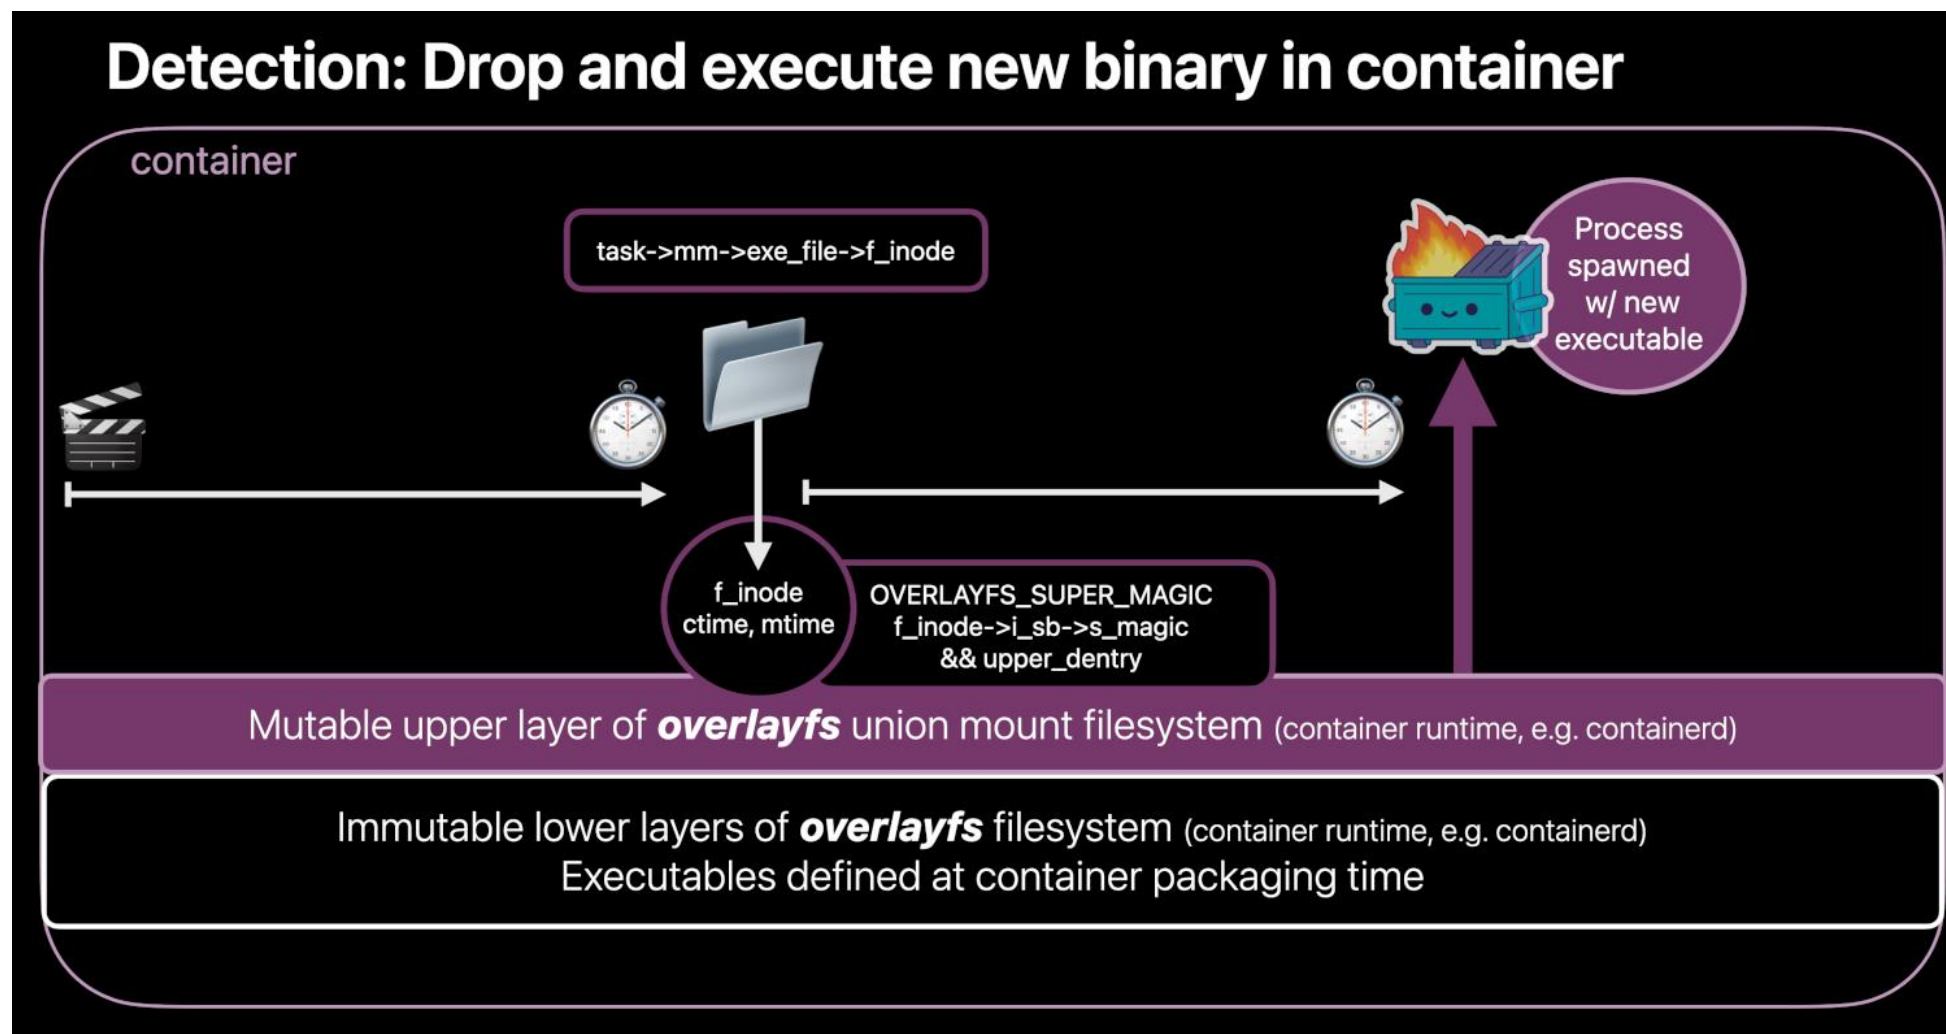 Detection: Drop and execute new binary in container
container
task->mm->exe_file->f_inode
Process
spawned
w/ new
executable
f_inode
ctime, mtime
OVERLAYFS_SUPER_MAGIC
f_inode->i_sb->s_magic
&& upper_dentry
Mutable upper layer of overlayfs union mount filesystem (container runtime, e.g. containerd)
Immutable lower layers of overlayfs filesystem (container runtime, e.g. containerd)
Executables defined at container packaging time